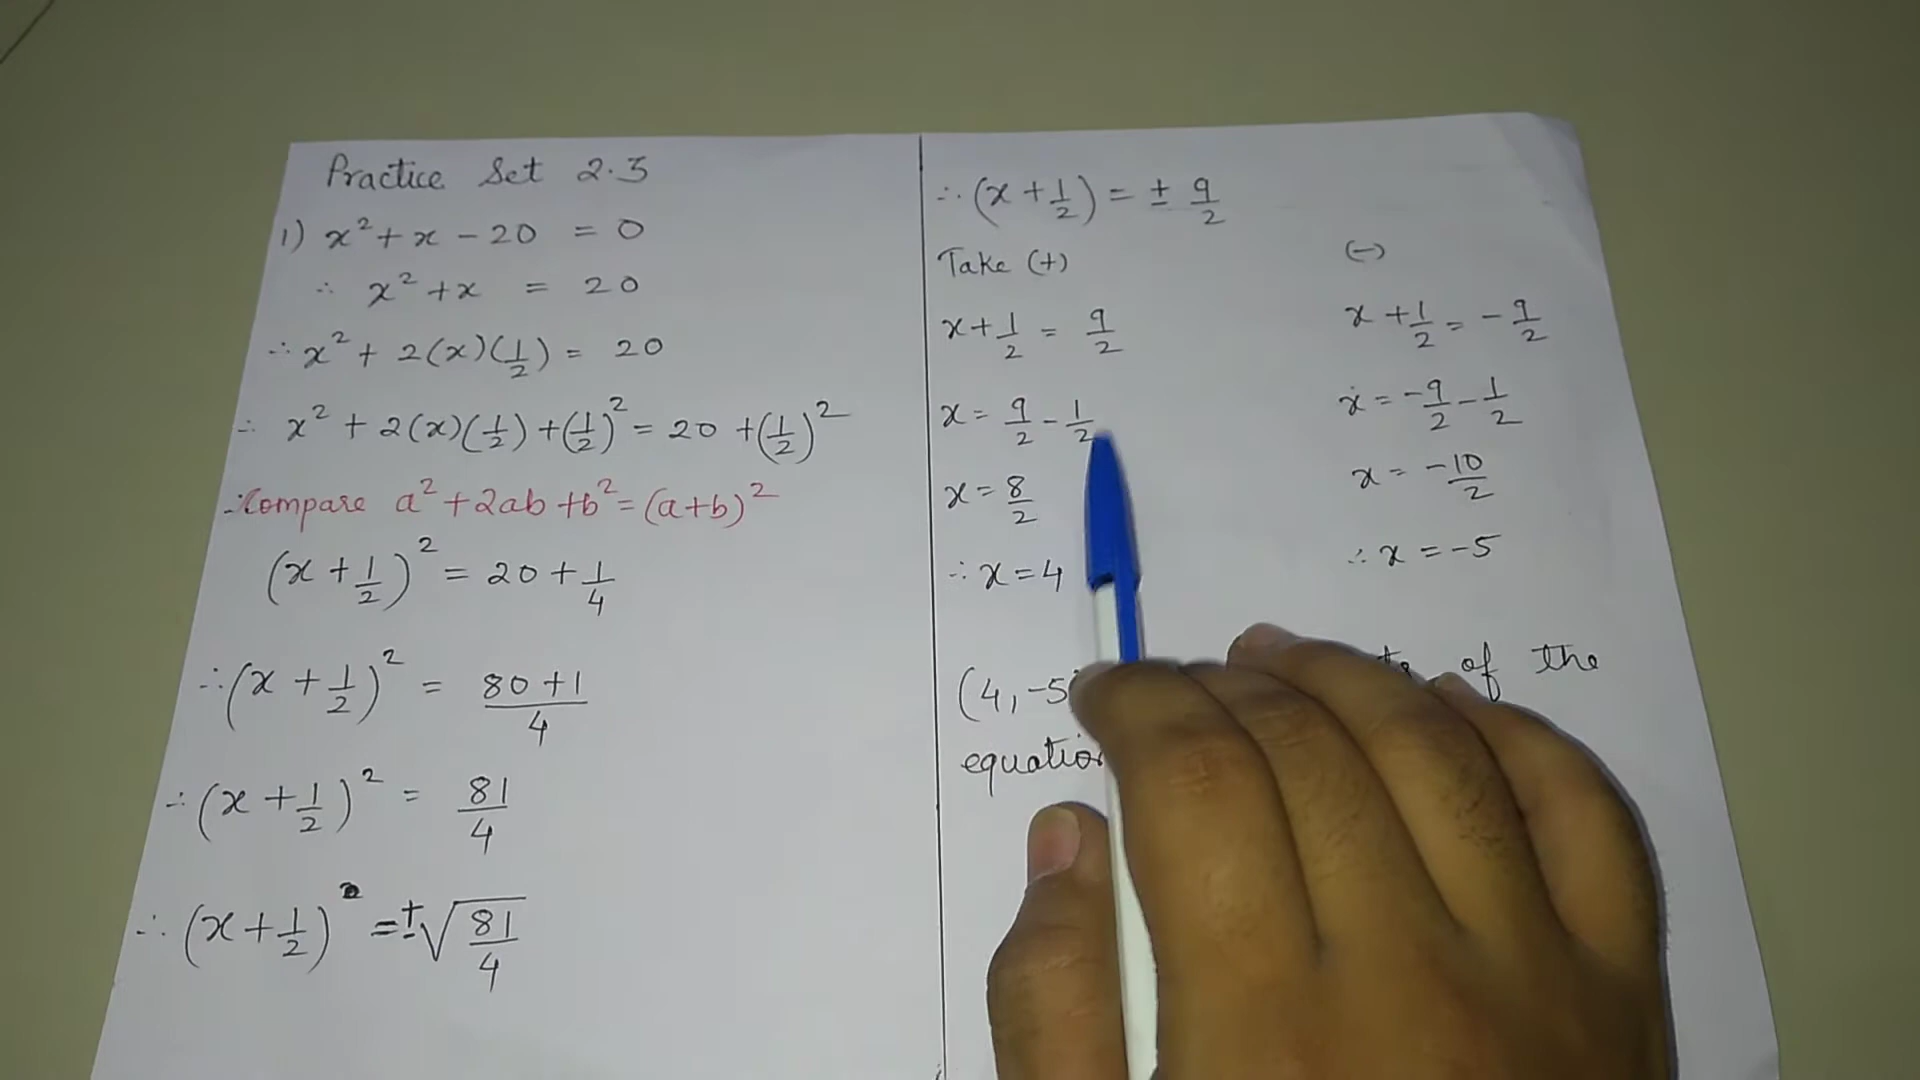 Practice Set 2.3
1) x² + x - 20 = 0
∴ x² + x = 20
∴ x² + 2(x)(1/2) = 20
∴ x² + 2(x)(1/2) + (1/2)² = 20 + (1/2)²
∴ Compare a² + 2ab + b² = (a+b)²
(x + 1/2)² = 20 + 1/4
∴ (x + 1/2)² = (80+1)/4
∴ (x + 1/2)² = 81/4
∴ (x + 1/2) = ±√(81/4)
∴ (x + 1/2) = ± 9/2
Take (+)
x + 1/2 = 9/2
x = 9/2 - 1/2
x = 8/2
∴ x = 4
(-)
x + 1/2 = - 9/2
x = - 9/2 - 1/2
x = - 10/2
∴ x = -5
(4, -5 of the
equation